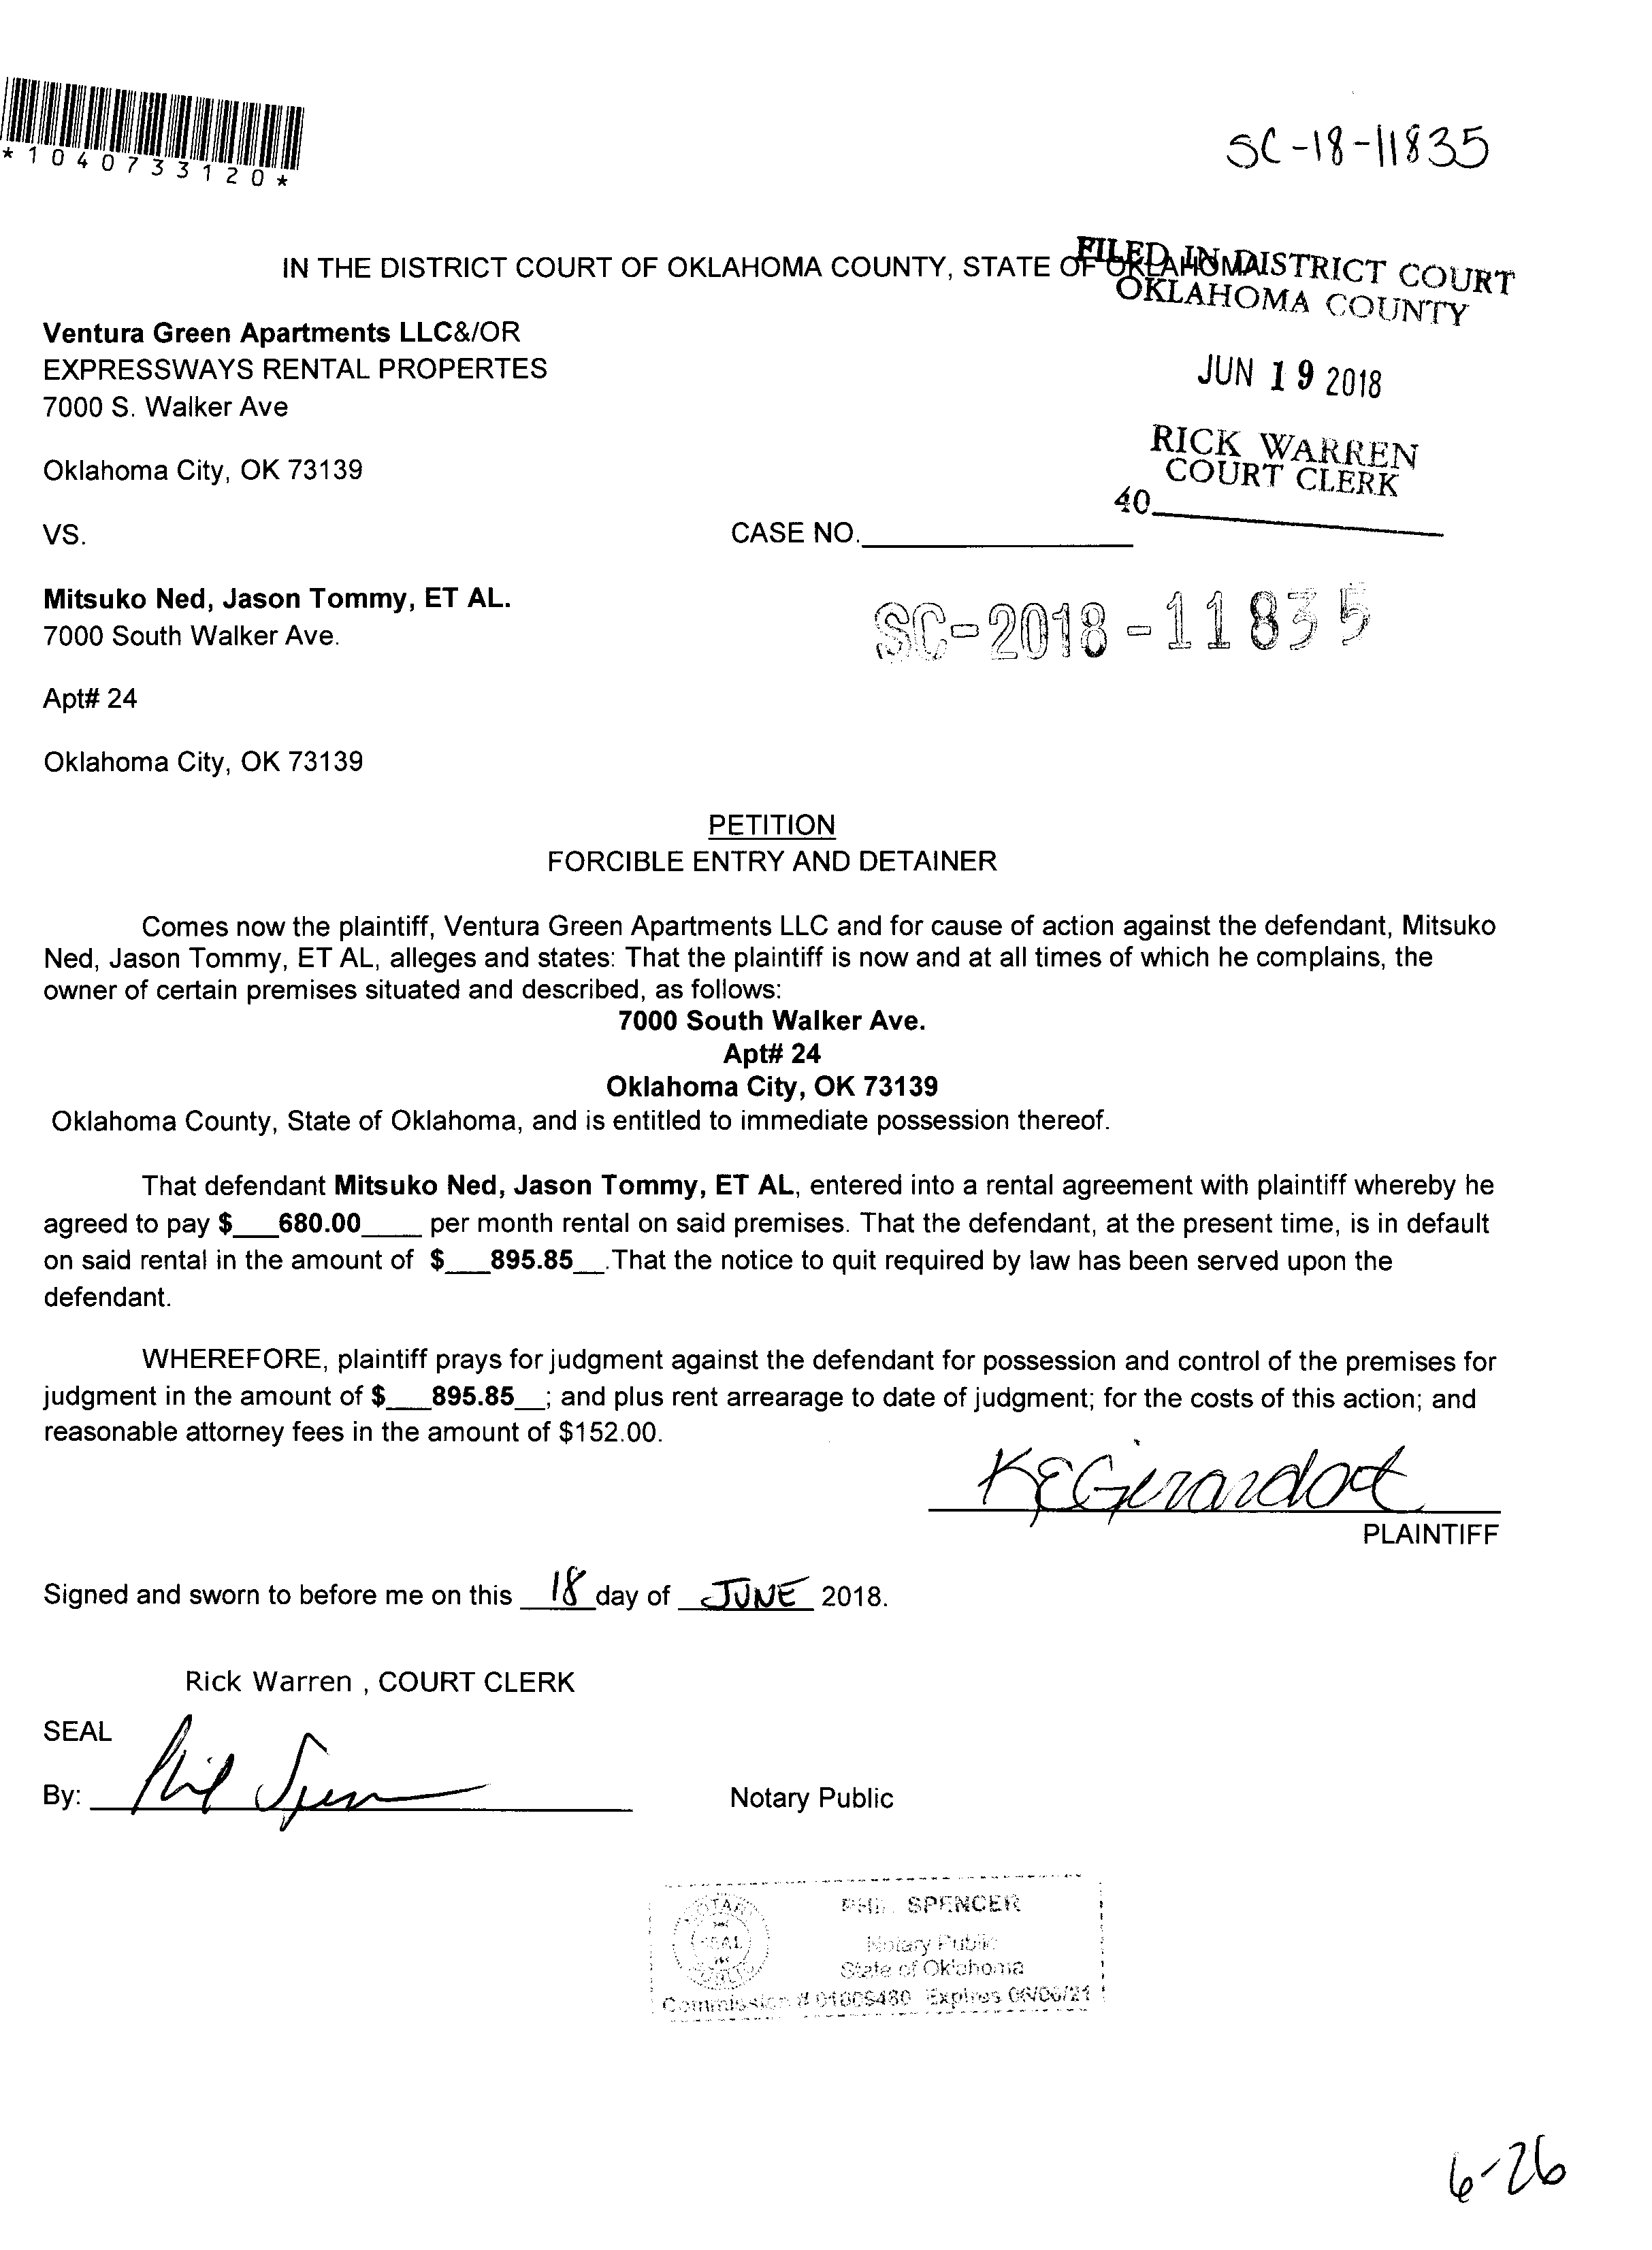 *1040733120*
SC-18-11835
IN THE DISTRICT COURT OF OKLAHOMA COUNTY, STATE OF OKLAHOMA
FILED IN DISTRICT COURT
OKLAHOMA COUNTY
JUN 19 2018
RICK WARREN
COURT CLERK
40
Ventura Green Apartments LLC&/OR
EXPRESSWAYS RENTAL PROPERTES
7000 S. Walker Ave
Oklahoma City, OK 73139
VS.
CASE NO.
SC-2018-11835
Mitsuko Ned, Jason Tommy, ET AL.
7000 South Walker Ave.
Apt# 24
Oklahoma City, OK 73139
PETITION
FORCIBLE ENTRY AND DETAINER
Comes now the plaintiff, Ventura Green Apartments LLC and for cause of action against the defendant, Mitsuko
Ned, Jason Tommy, ET AL, alleges and states: That the plaintiff is now and at all times of which he complains, the
owner of certain premises situated and described, as follows:
7000 South Walker Ave.
Apt# 24
Oklahoma City, OK 73139
Oklahoma County, State of Oklahoma, and is entitled to immediate possession thereof.
That defendant Mitsuko Ned, Jason Tommy, ET AL, entered into a rental agreement with plaintiff whereby he
agreed to pay $___680.00____ per month rental on said premises. That the defendant, at the present time, is in default
on said rental in the amount of $___895.85__.That the notice to quit required by law has been served upon the
defendant.
WHEREFORE, plaintiff prays for judgment against the defendant for possession and control of the premises for
judgment in the amount of $___895.85__; and plus rent arrearage to date of judgment; for the costs of this action; and
reasonable attorney fees in the amount of $152.00.
KEGirardot
PLAINTIFF
Signed and sworn to before me on this 18 day of JUNE 2018.
Rick Warren , COURT CLERK
SEAL
By: Phil Spencer
Notary Public
NOTARY
SEAL
PUBLIC
PHIL SPENCER
Notary Public
State of Oklahoma
Commission # 01009480 Expires 06/06/21
6-26